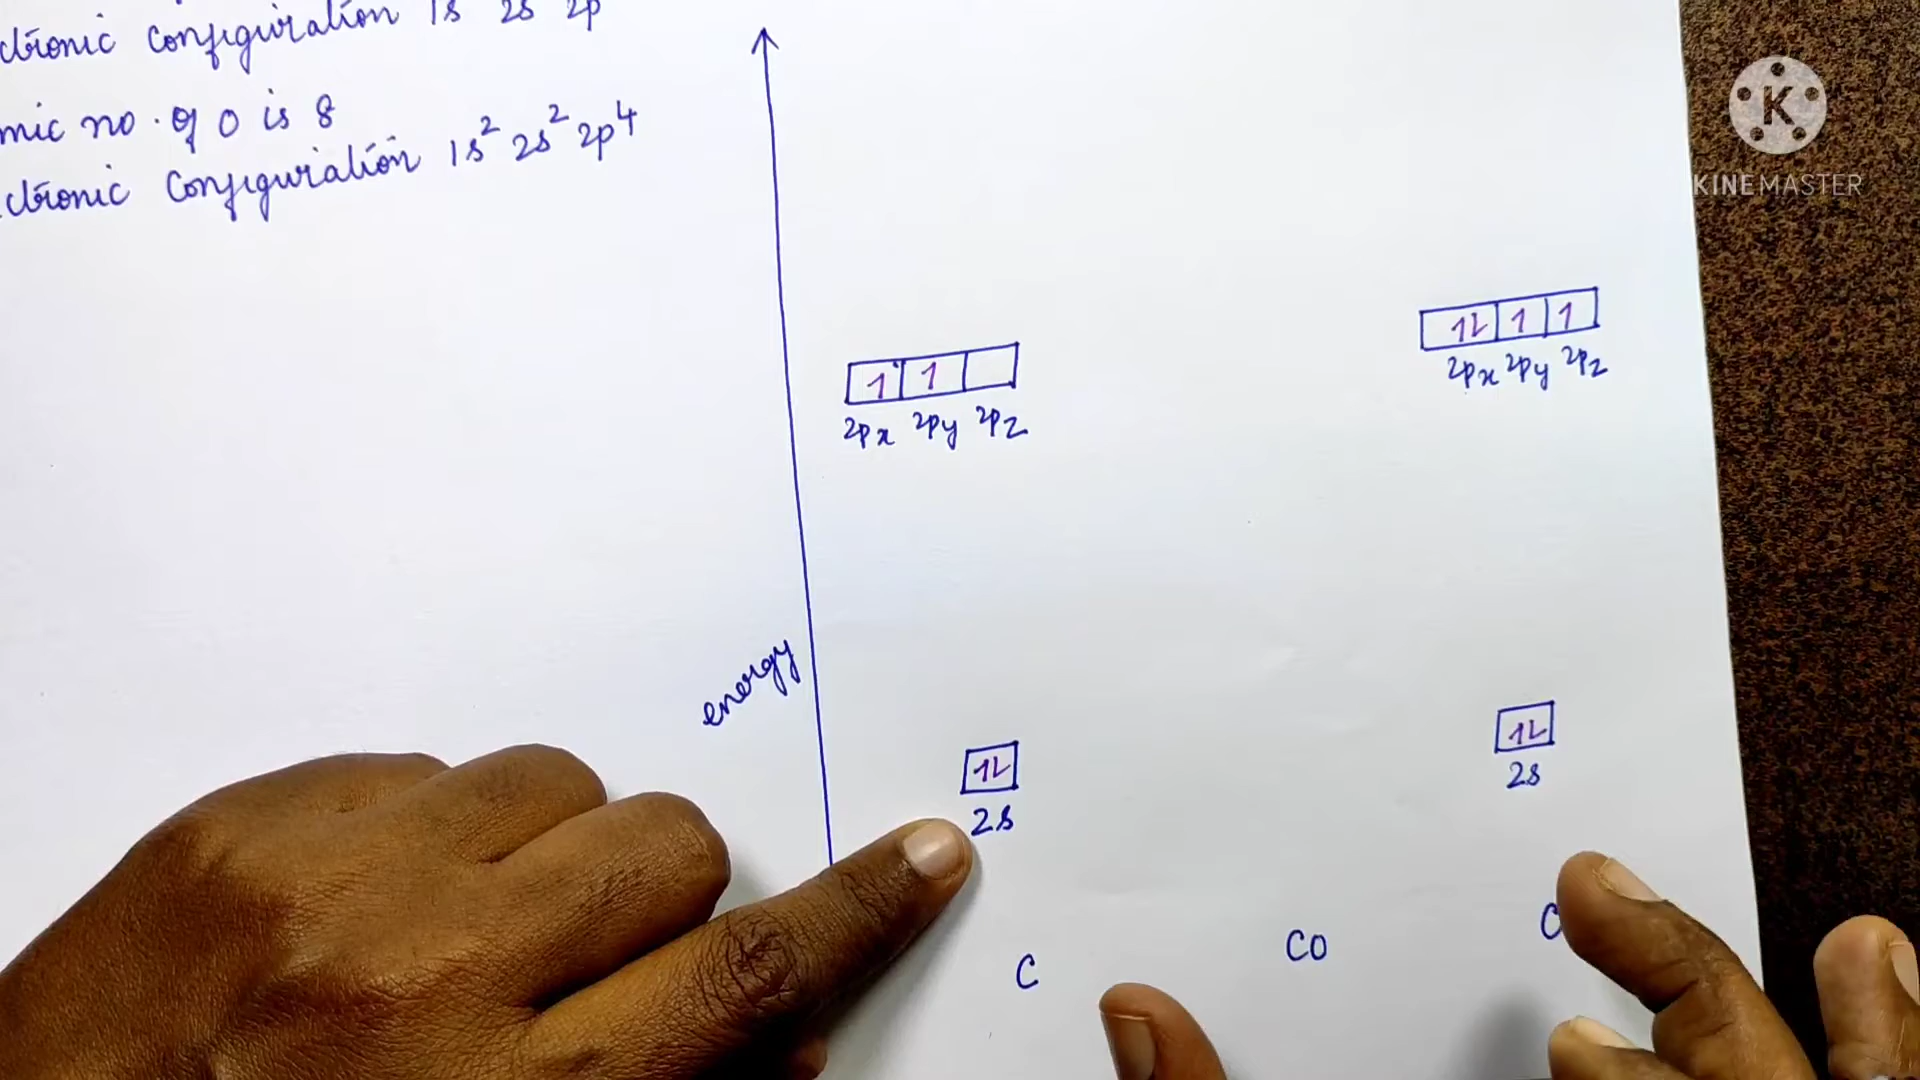 ctronic configuration 1s 2s 2p
mic no. of O is 8
ctronic configuration 1s² 2s² 2p⁴
KINEMASTER
1 1
2px 2py 2pz
1L 1 1
2px 2py 2pz
energy
1L
2s
1L
2s
C
CO